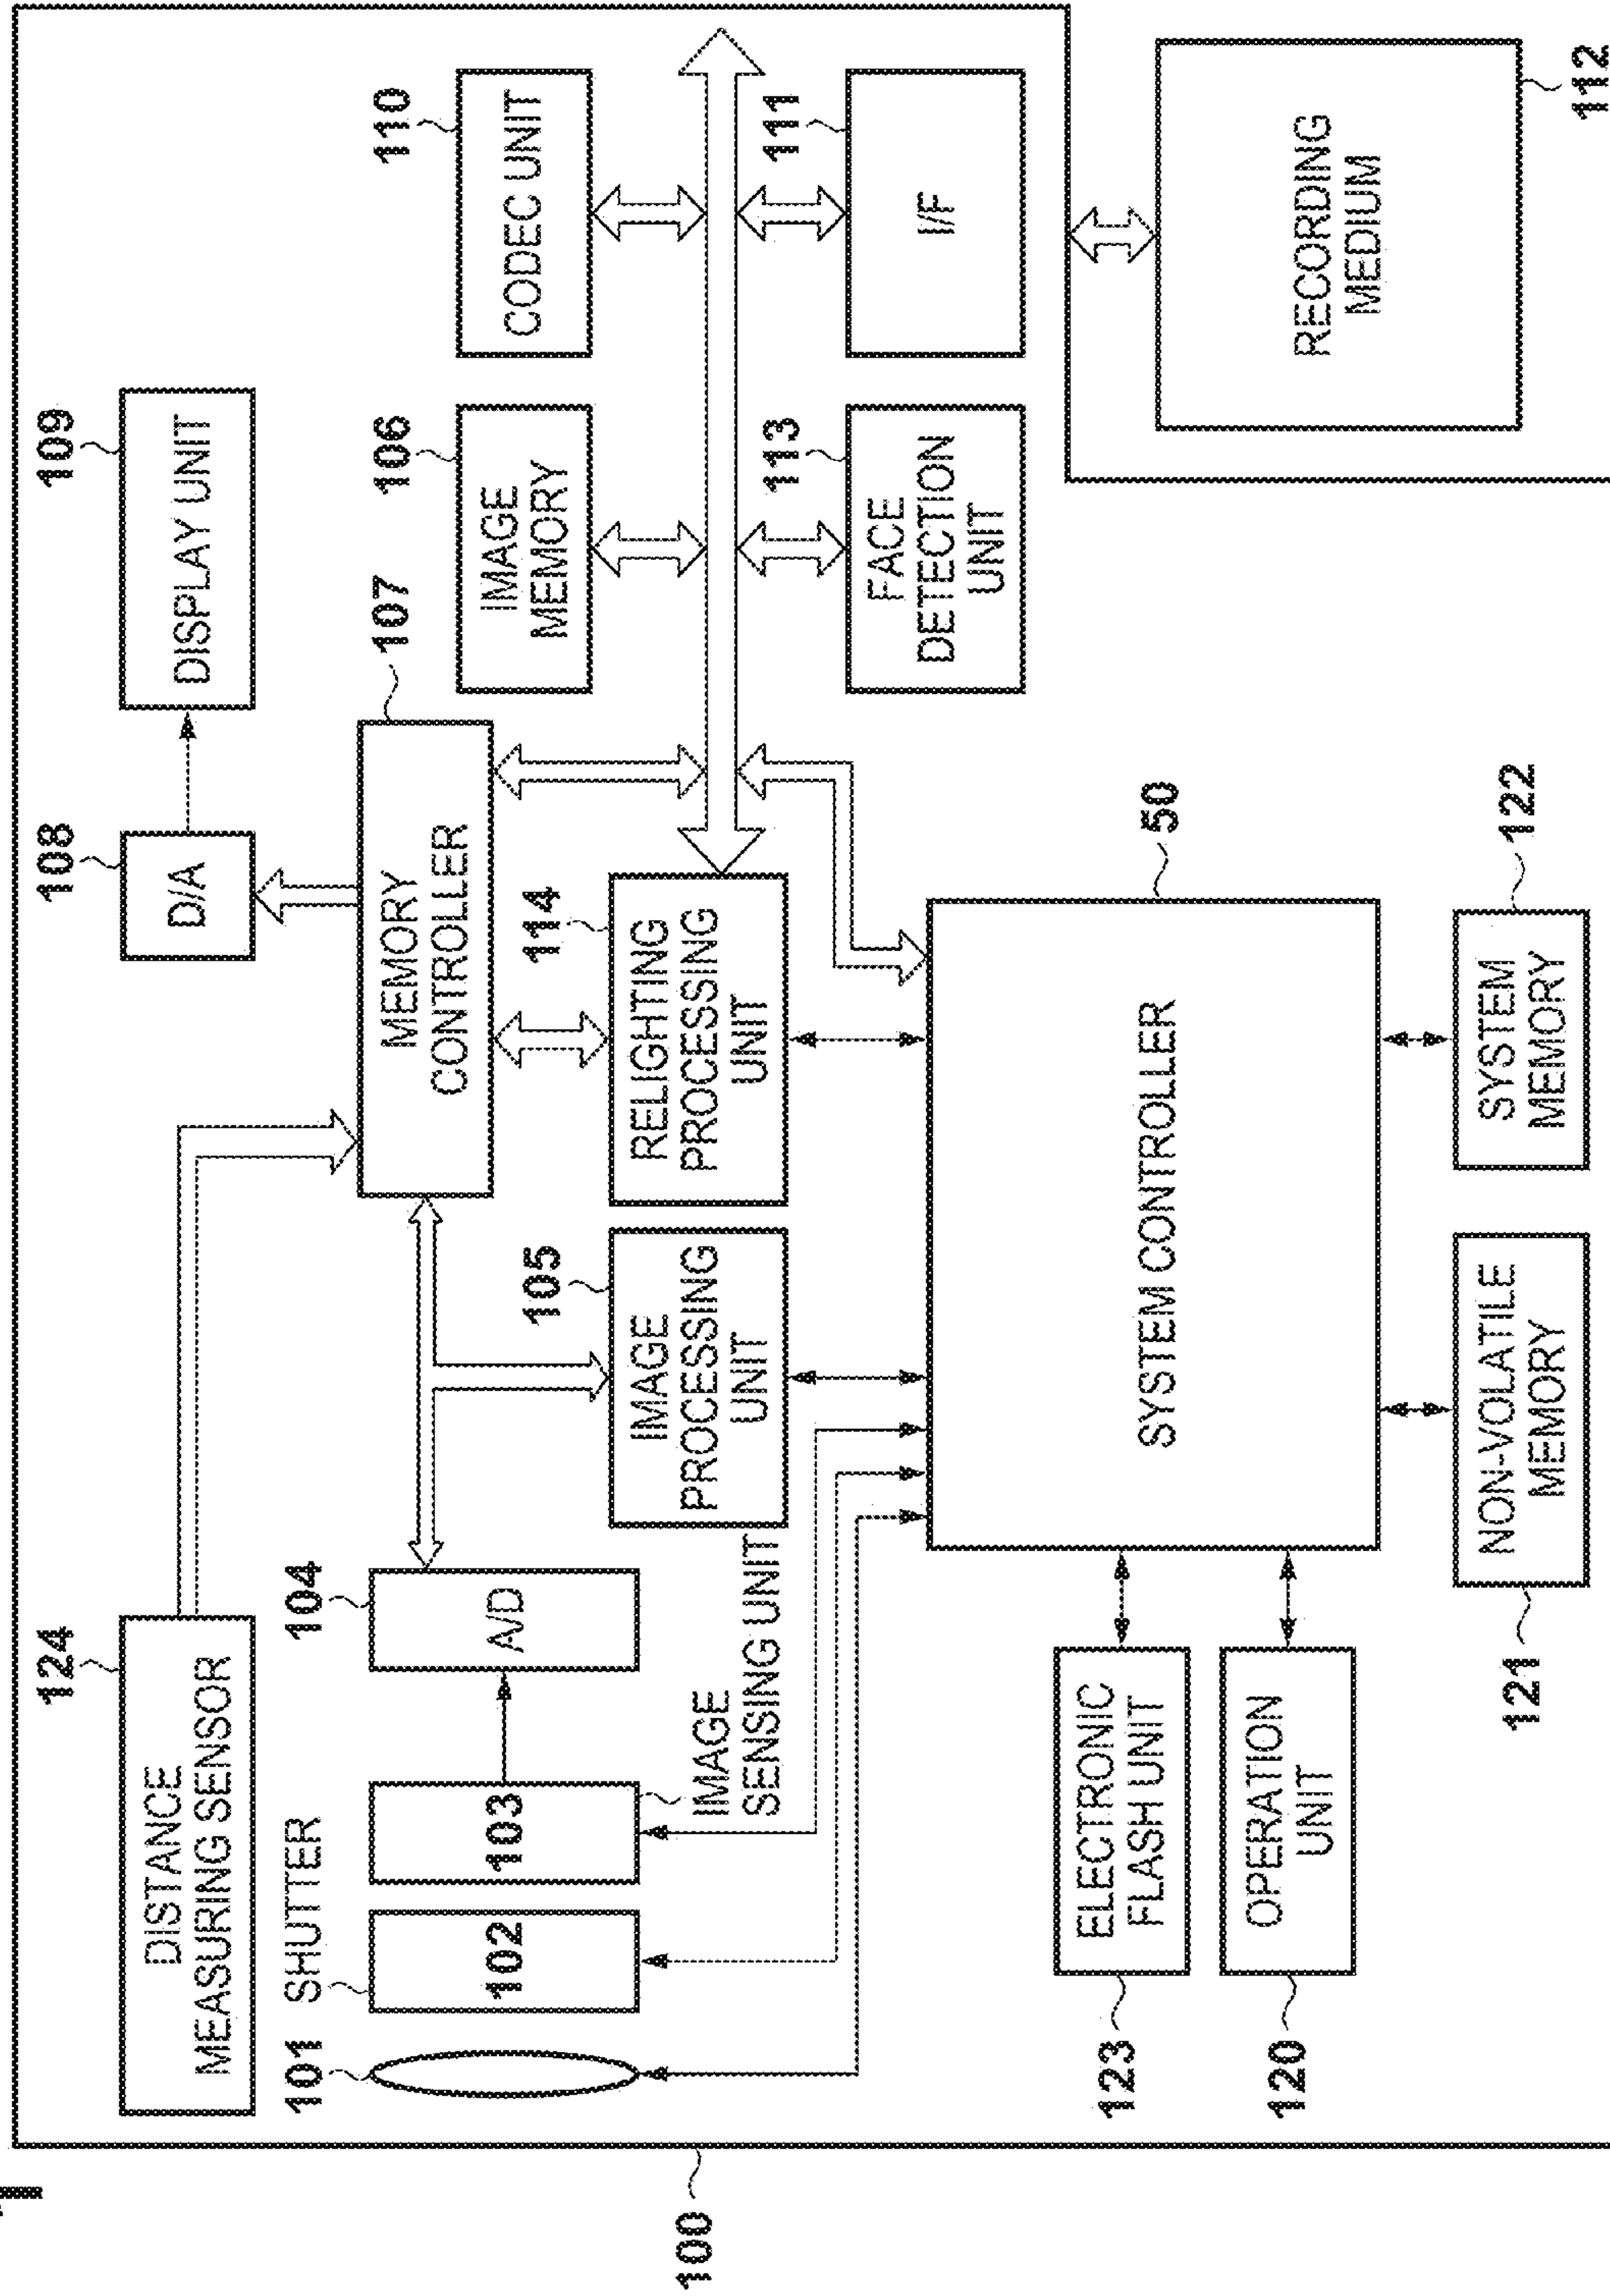 124
DISTANCE
MEASURING SENSOR
108
D/A
109
DISPLAY UNIT
101
SHUTTER
102
103
IMAGE
SENSING UNIT
104
A/D
107
MEMORY
CONTROLLER
105
IMAGE
PROCESSING
UNIT
114
RELIGHTING
PROCESSING
UNIT
106
IMAGE
MEMORY
110
CODEC UNIT
113
FACE
DETECTION
UNIT
111
I/F
100
50
SYSTEM CONTROLLER
123
ELECTRONIC
FLASH UNIT
120
OPERATION
UNIT
121
NON-VOLATILE
MEMORY
122
SYSTEM
MEMORY
RECORDING
MEDIUM
112